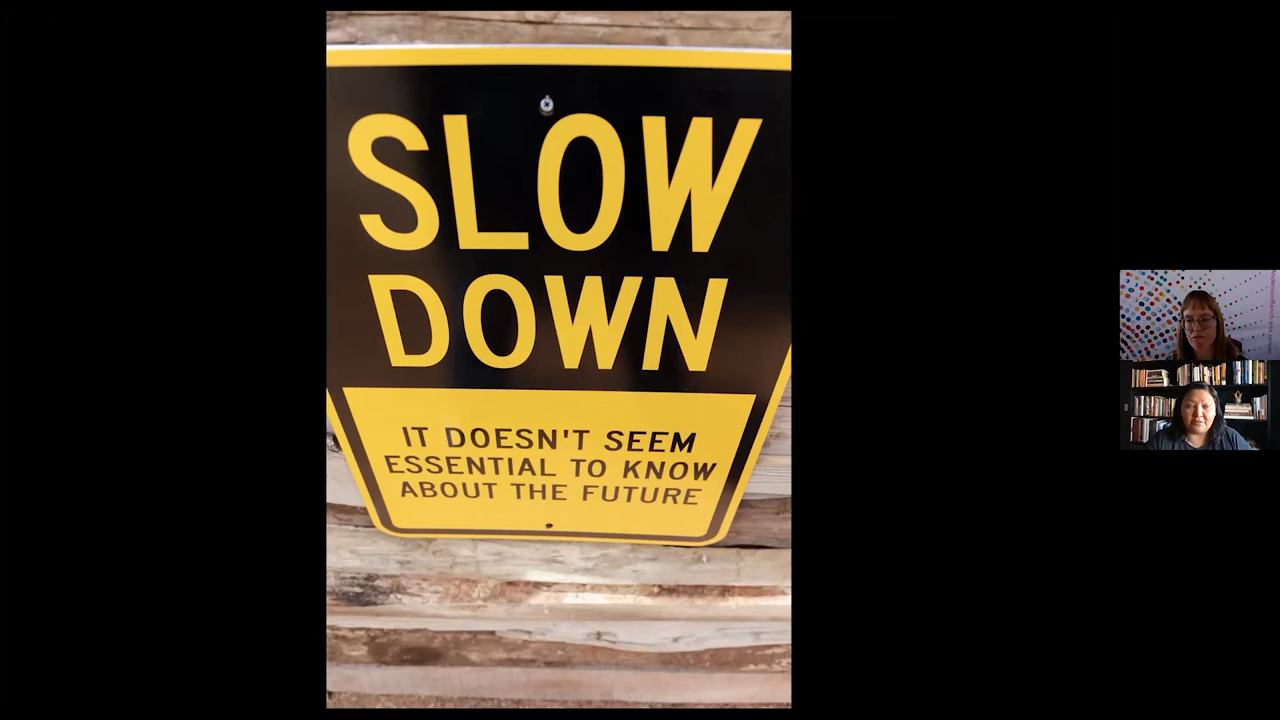 SLOW
DOWN
IT DOESN'T SEEM
ESSENTIAL TO KNOW
ABOUT THE FUTURE